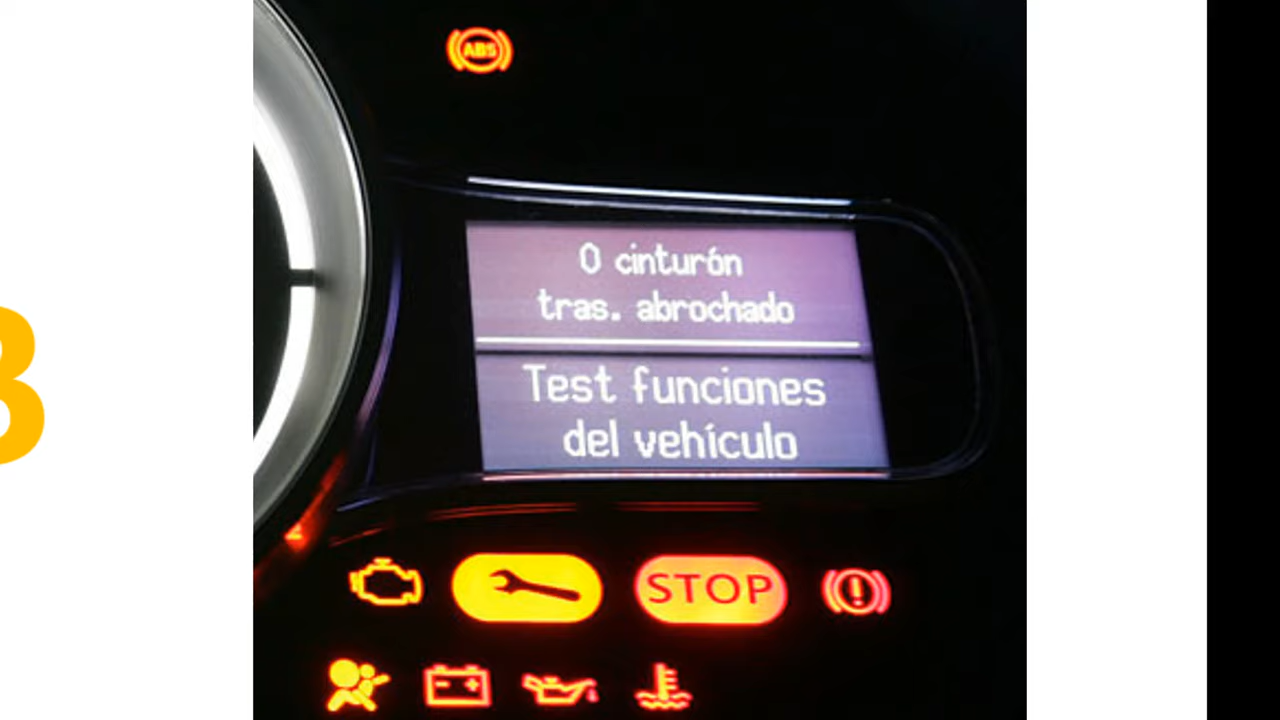 ABS
0 cinturón
tras. abrochado
Test funciones
del vehículo
STOP